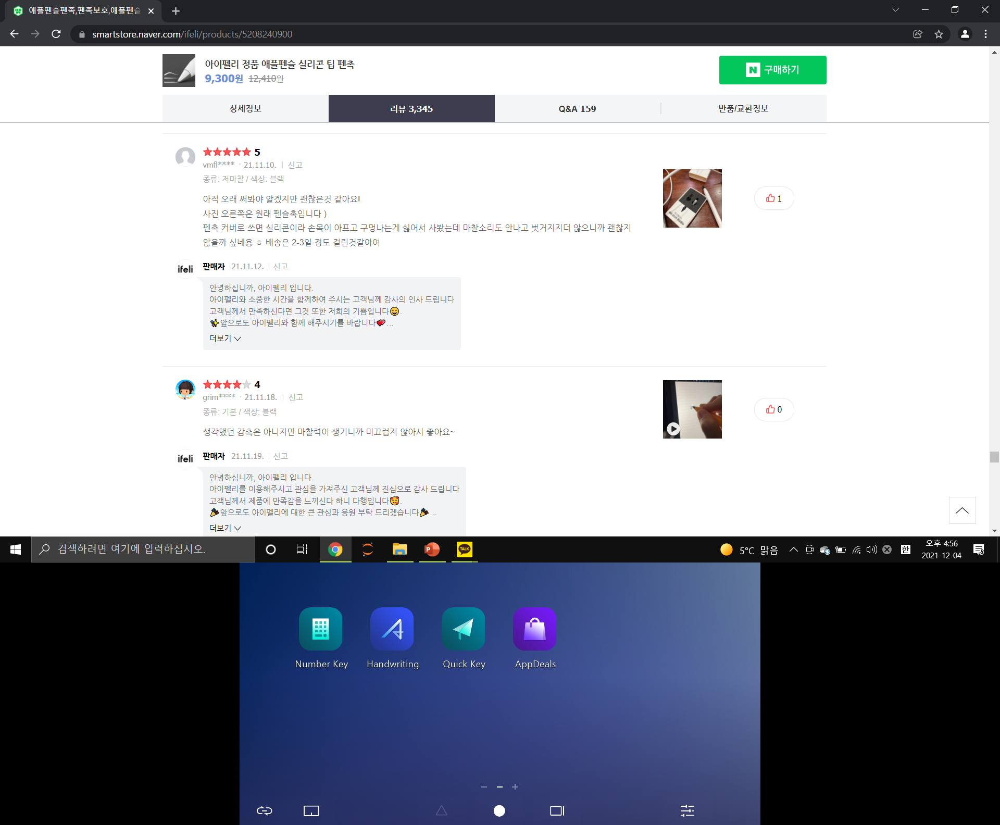 애플펜슬펜촉,펜촉보호,애플펜슬
smartstore.naver.com/ifeli/products/5208240900
아이펠리 정품 애플펜슬 실리콘 팁 펜촉
9,300원 12,410원
N 구매하기
상세정보
리뷰 3,345
Q&A 159
반품/교환정보
5
vmfl**** · 21.11.10. | 신고
종류: 저마찰 / 색상: 블랙
아직 오래 써봐야 알겠지만 괜찮은것 같아요!
사진 오른쪽은 원래 펜슬촉입니다 )
펜촉 커버로 쓰면 실리콘이라 손목이 아프고 구멍나는게 싫어서 사봤는데 마찰소리도 안나고 벗거지지더 않으니까 괜찮지
않을까 싶네용 ㅎ 배송은 2-3일 정도 걸린것같아여
1
ifeli
판매자 21.11.12. | 신고
안녕하십니까, 아이펠리 입니다.
아이펠리와 소중한 시간을 함께하여 주시는 고객님께 감사의 인사 드립니다
고객님께서 만족하신다면 그것 또한 저희의 기쁨입니다😄.
✨앞으로도 아이펠리와 함께 해주시기를 바랍니다💕...
더보기
4
grim**** · 21.11.18. | 신고
종류: 기본 / 색상: 블랙
생각했던 감촉은 아니지만 마찰력이 생기니까 미끄럽지 않아서 좋아요~
0
ifeli
판매자 21.11.19. | 신고
안녕하십니까, 아이펠리 입니다.
아이펠리를 이용해주시고 관심을 가져주신 고객님께 진심으로 감사 드립니다
고객님께서 제품에 만족감을 느끼신다 하니 다행입니다🥰.
🎉앞으로도 아이펠리에 대한 큰 관심과 응원 부탁 드리겠습니다🎉...
더보기
검색하려면 여기에 입력하십시오.
P
TALK
5°C 맑음
한
오후 4:56
2021-12-04
Number Key
Handwriting
Quick Key
AppDeals